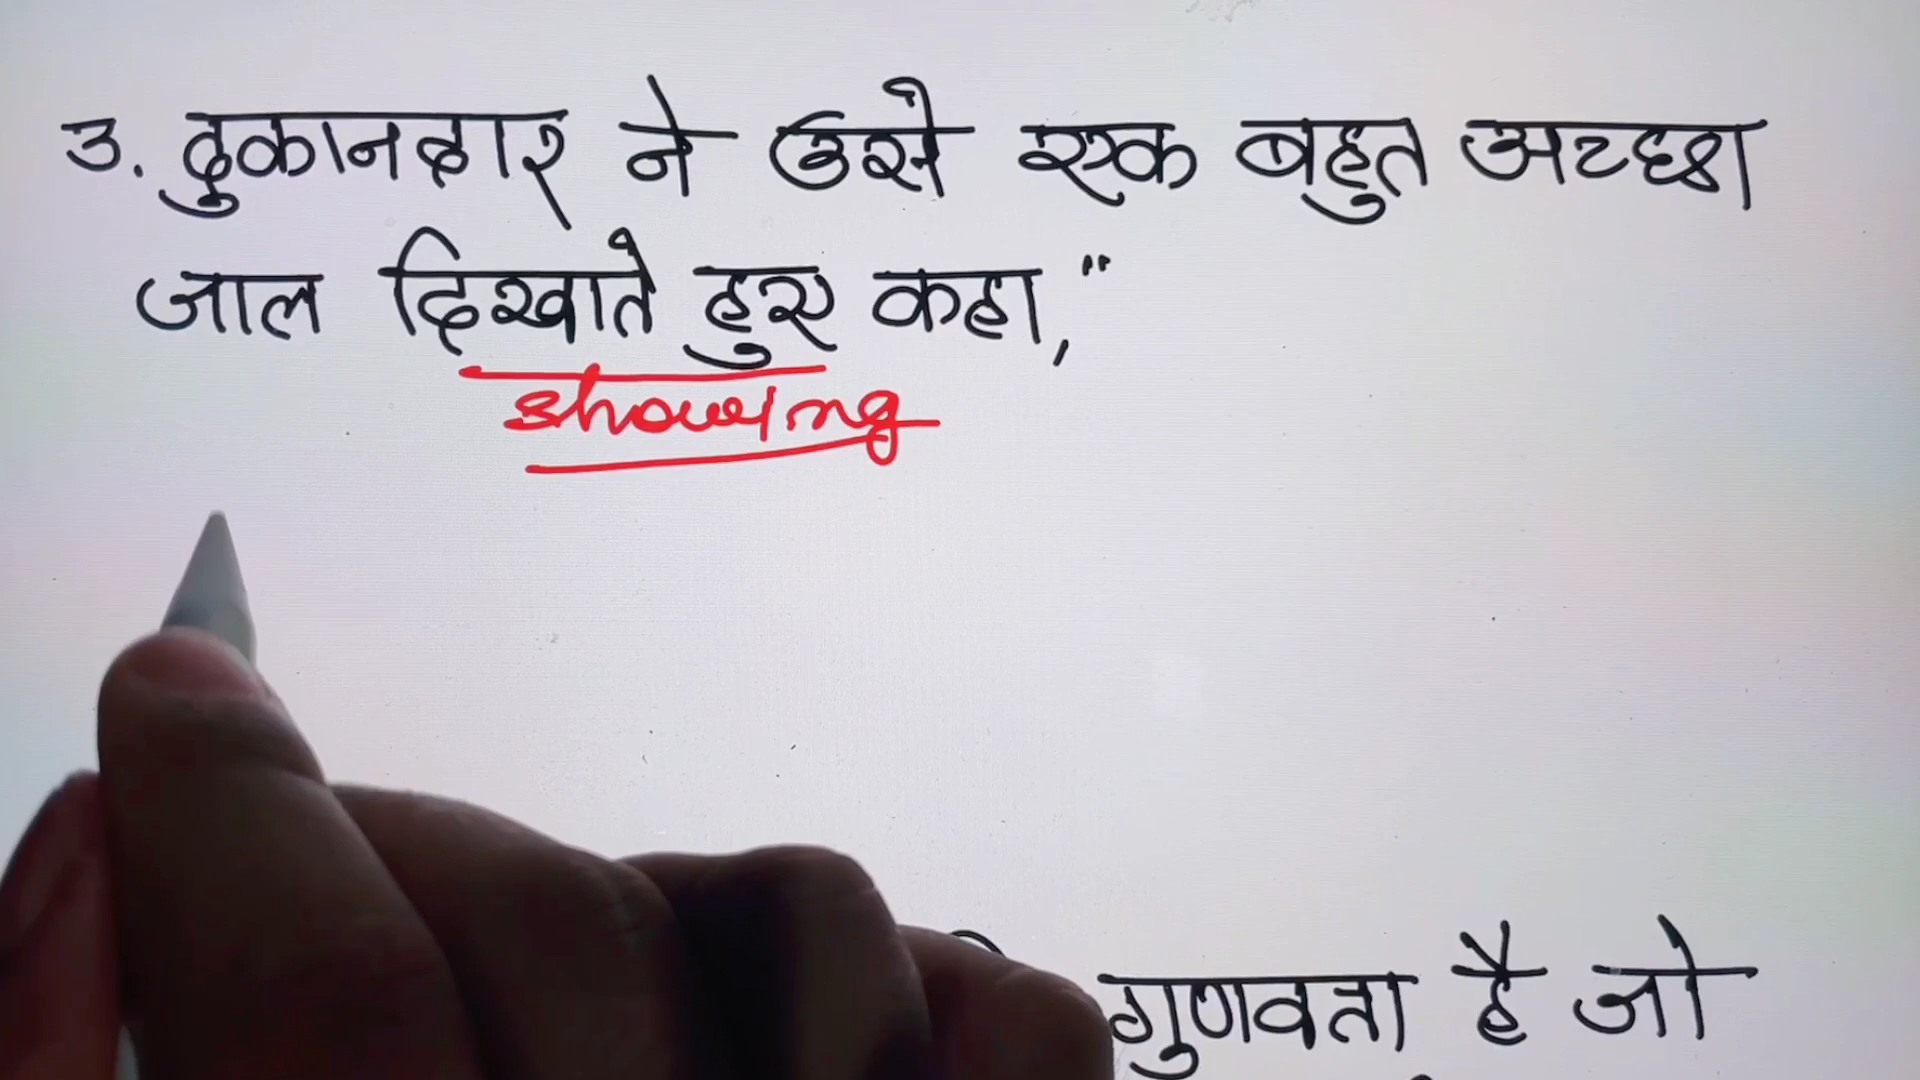 3. दुकानदार ने उसे एक बहुत अच्छा
जाल दिखाते हुए कहा,"
showing
गुणवता है जो